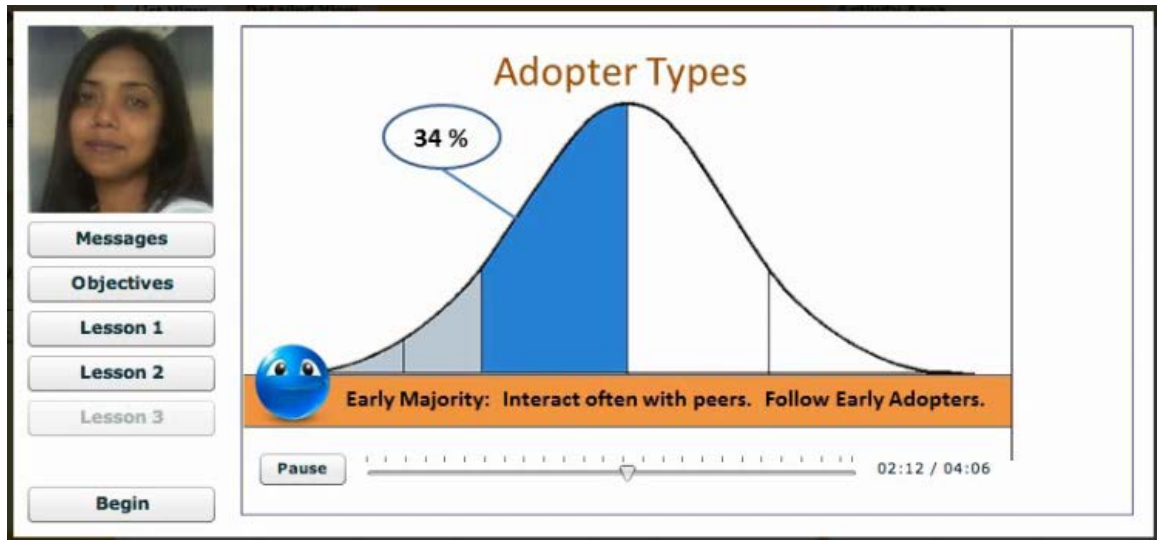 Adopter Types
34 %
Messages
Objectives
Lesson 1
Lesson 2
Lesson 3
Early Majority: Interact often with peers. Follow Early Adopters.
Pause
02:12 / 04:06
Begin